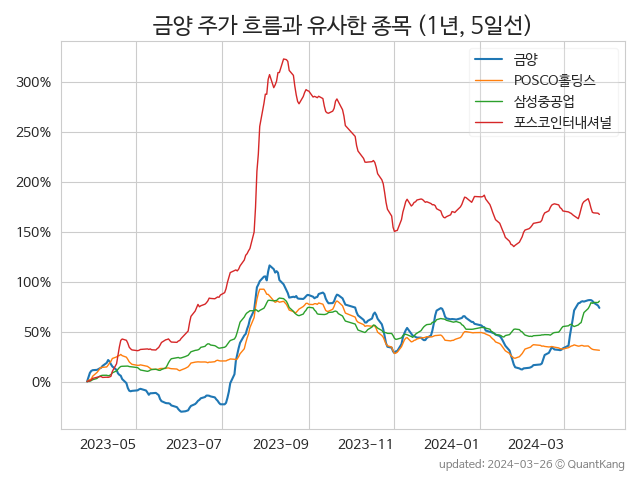 금양 주가 흐름과 유사한 종목 (1년, 5일선)
금양
POSCO홀딩스
삼성중공업
포스코인터내셔널
300%
250%
200%
150%
100%
50%
0%
2023-05 2023-07 2023-09 2023-11 2024-01 2024-03
updated: 2024-03-26 © QuantKang